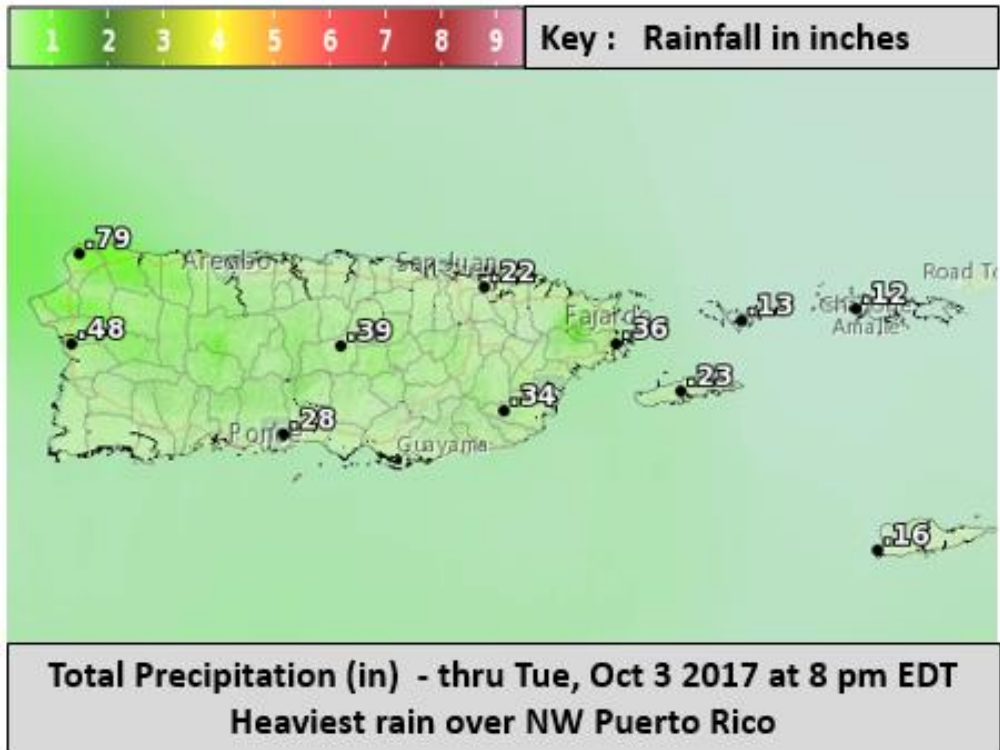 1 2 3 4 5 6 7 8 9
Key : Rainfall in inches
.79
Arecibo
San Juan
.22
Road To
.12
.13
Charlotte
Amalie
Fajardo
.36
.48
.39
.23
.34
.28
Ponce
Guayama
.16
Total Precipitation (in) - thru Tue, Oct 3 2017 at 8 pm EDT
Heaviest rain over NW Puerto Rico